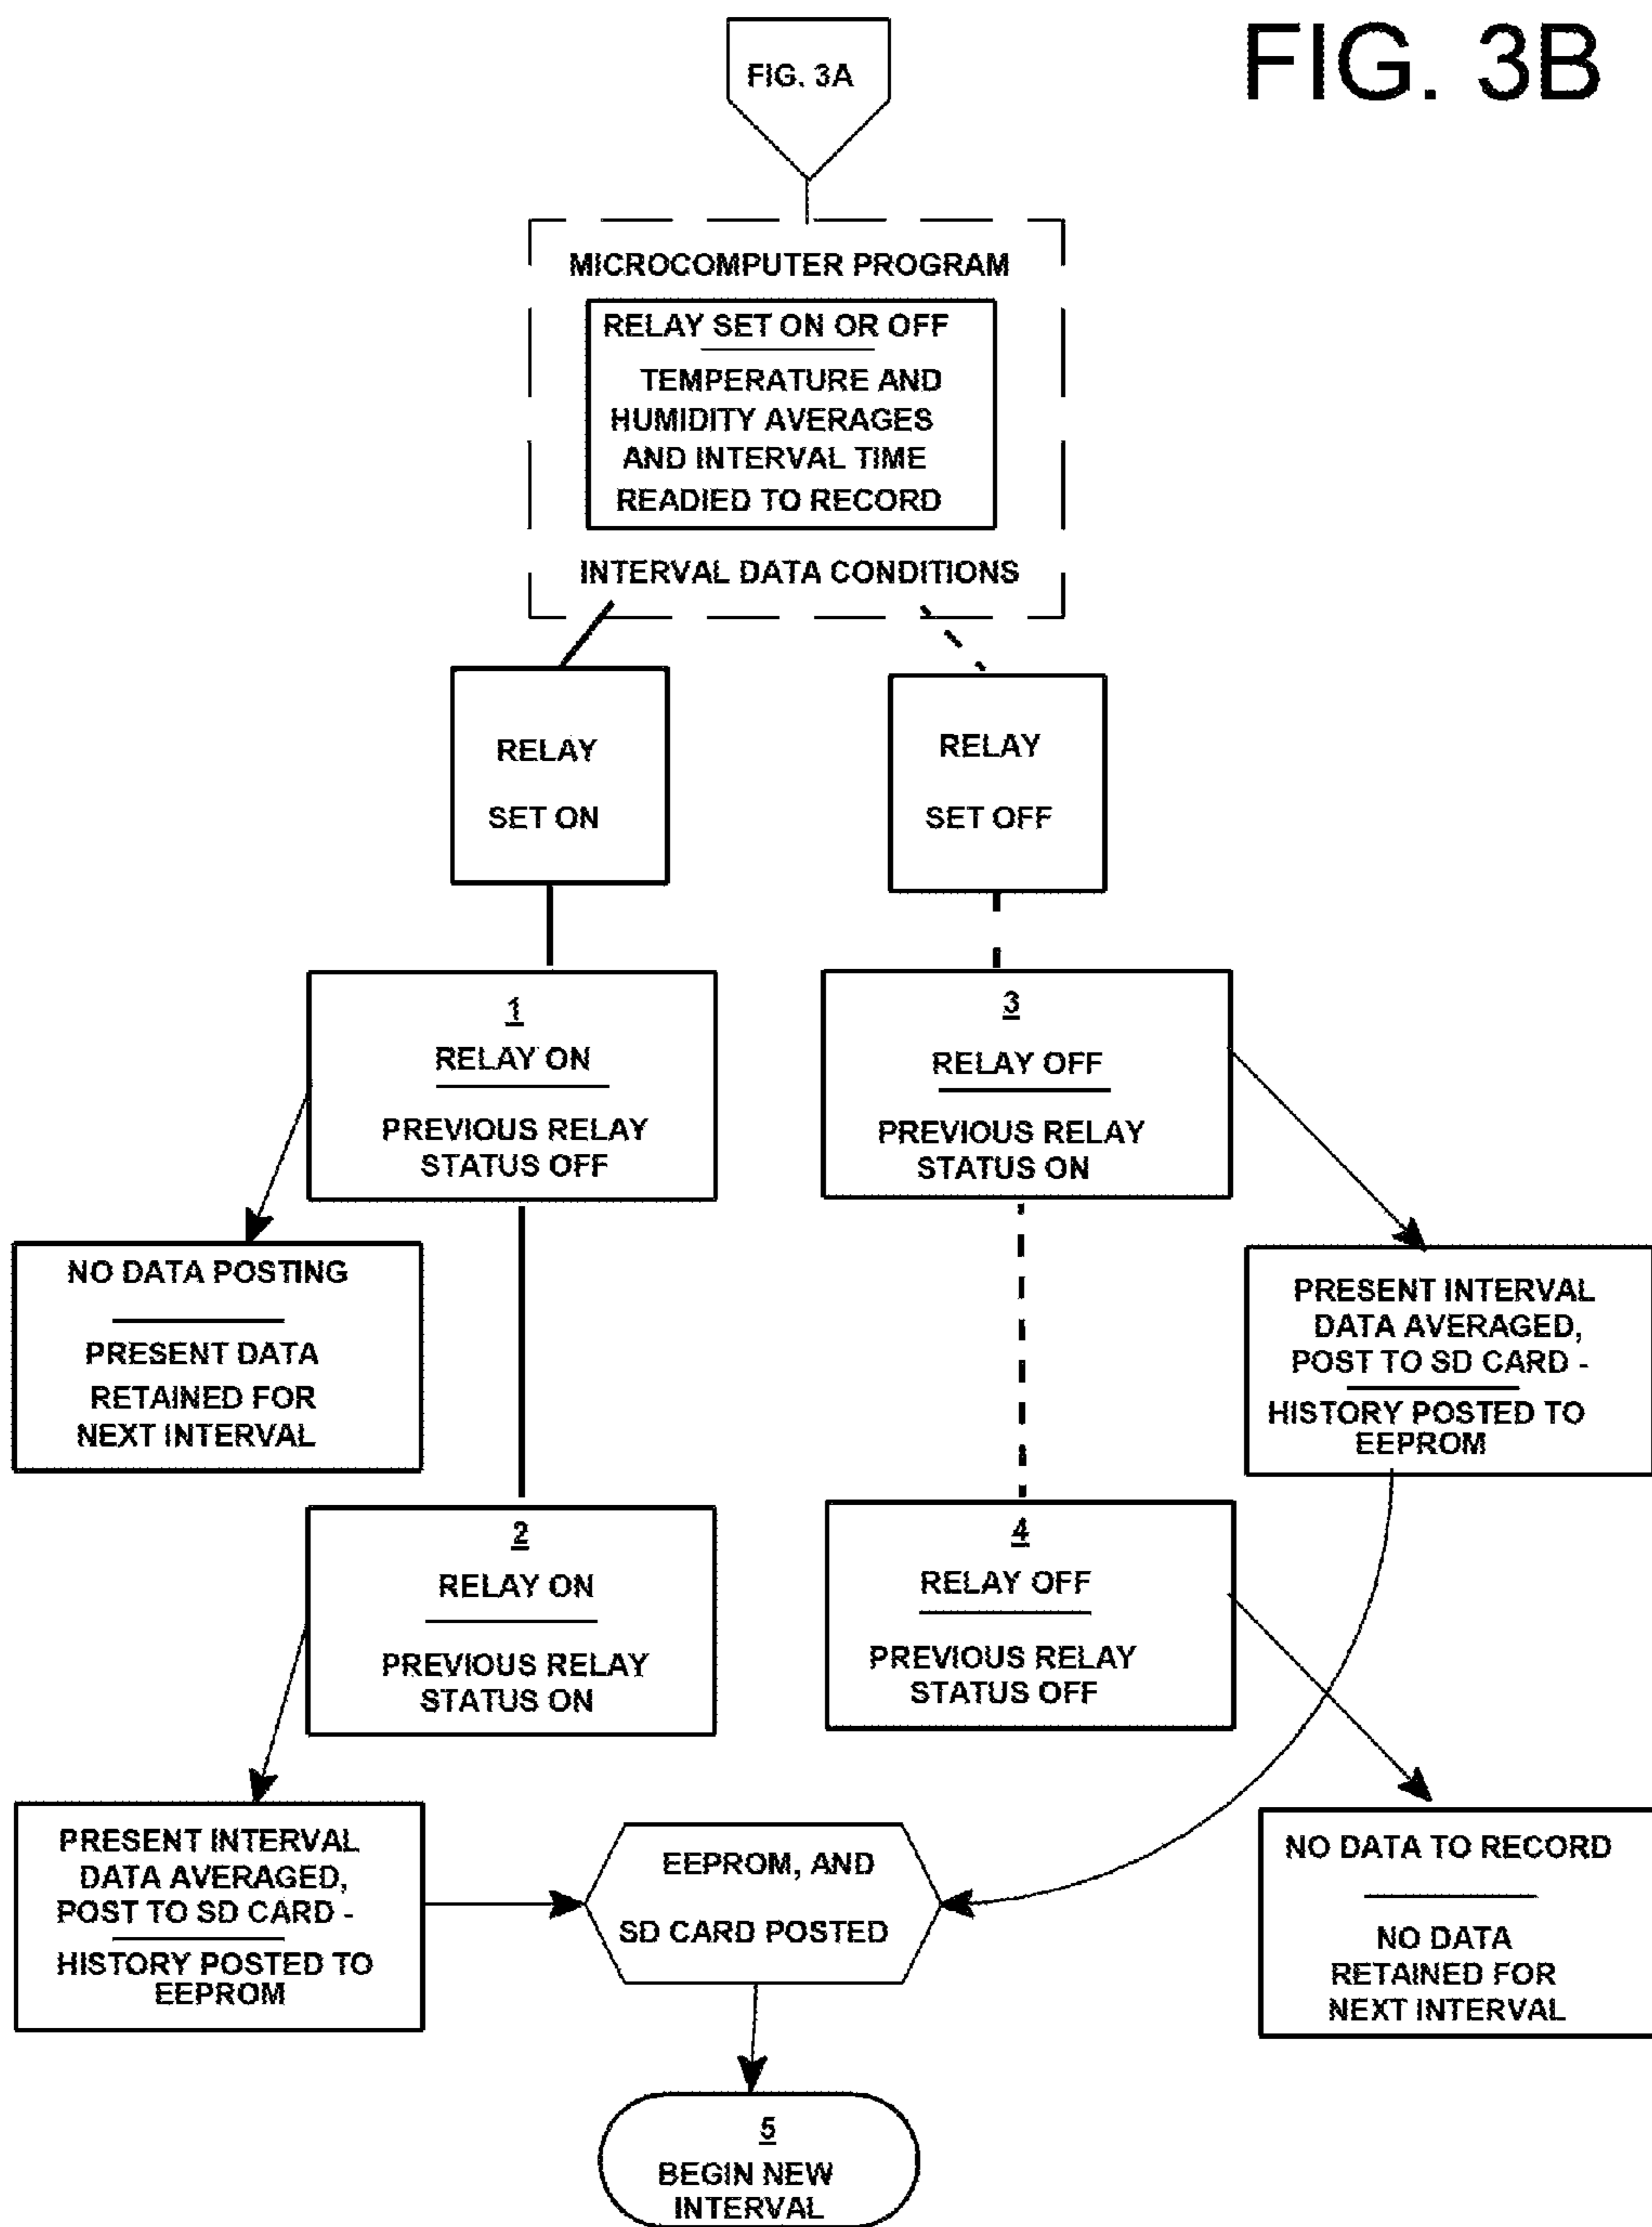 FIG. 3B
FIG. 3A
MICROCOMPUTER PROGRAM
RELAY SET ON OR OFF
TEMPERATURE AND
HUMIDITY AVERAGES
AND INTERVAL TIME
READIED TO RECORD
INTERVAL DATA CONDITIONS
RELAY
SET ON
RELAY
SET OFF
1
RELAY ON
PREVIOUS RELAY
STATUS OFF
3
RELAY OFF
PREVIOUS RELAY
STATUS ON
NO DATA POSTING
PRESENT DATA
RETAINED FOR
NEXT INTERVAL
PRESENT INTERVAL
DATA AVERAGED,
POST TO SD CARD -
HISTORY POSTED TO
EEPROM
2
RELAY ON
PREVIOUS RELAY
STATUS ON
4
RELAY OFF
PREVIOUS RELAY
STATUS OFF
PRESENT INTERVAL
DATA AVERAGED,
POST TO SD CARD -
HISTORY POSTED TO
EEPROM
EEPROM, AND
SD CARD POSTED
NO DATA TO RECORD
NO DATA
RETAINED FOR
NEXT INTERVAL
5
BEGIN NEW
INTERVAL